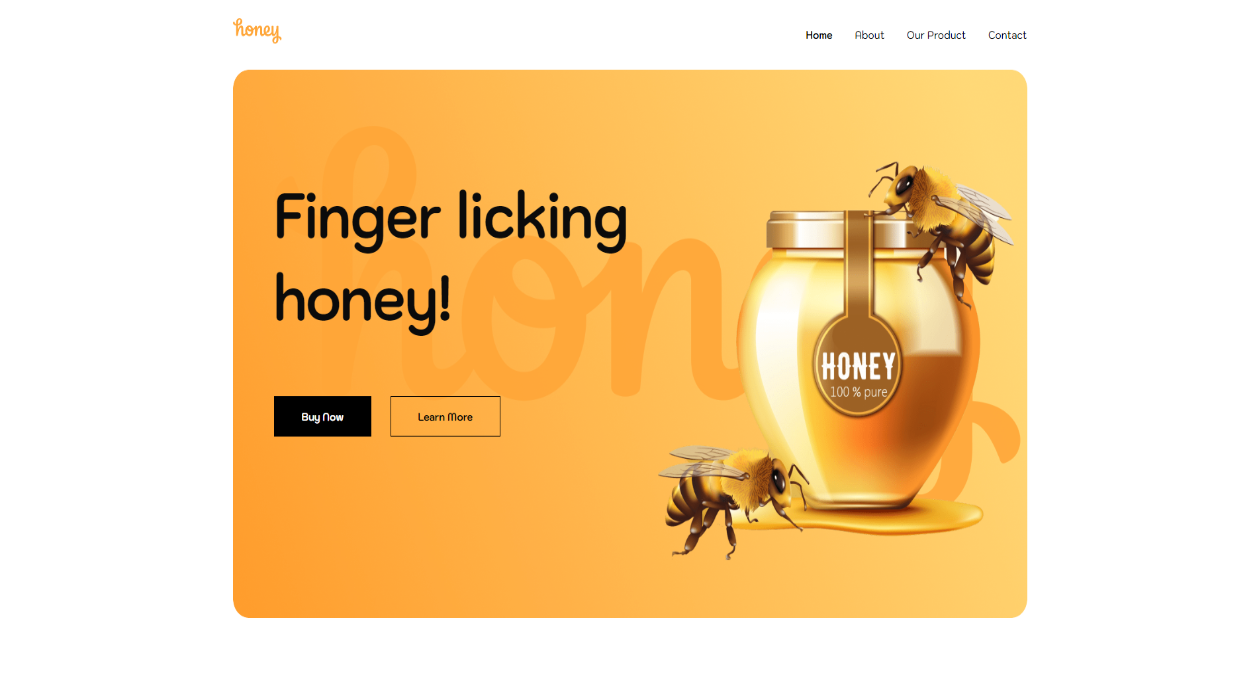 honey
Home About Our Product Contact
Finger licking
honey!
Buy Now Learn More
HONEY
100 % pure
honey